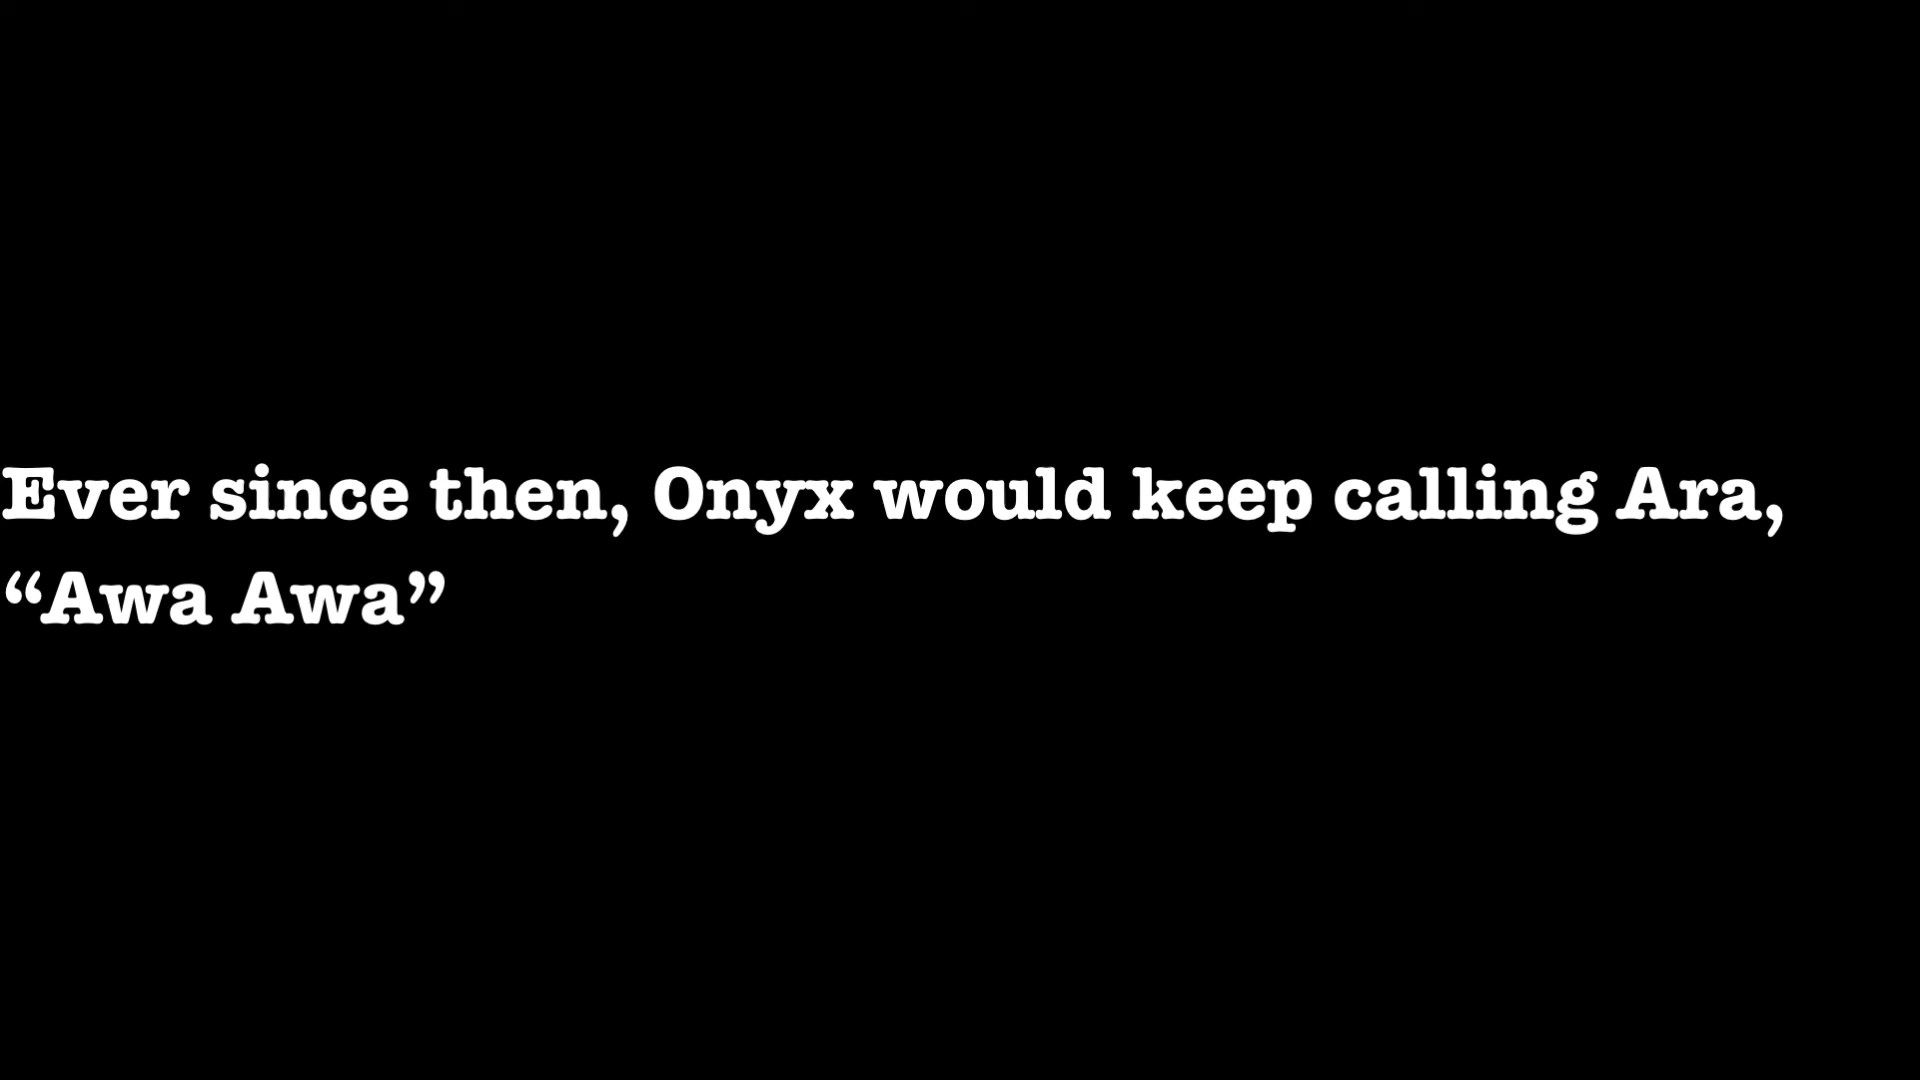 Ever since then, Onyx would keep calling Ara,
“Awa Awa”